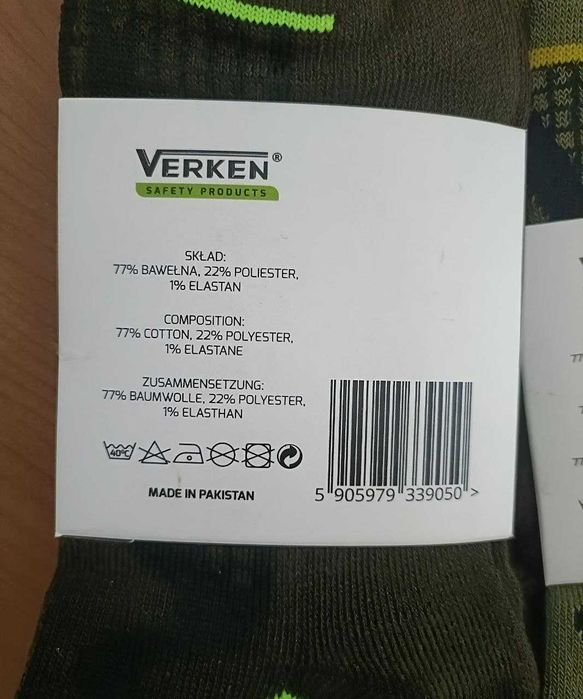 VERKEN®
SAFETY PRODUCTS
SKŁAD:
77% BAWEŁNA, 22% POLIESTER,
1% ELASTAN
COMPOSITION:
77% COTTON, 22% POLYESTER,
1% ELASTANE
ZUSAMMENSETZUNG:
77% BAUMWOLLE, 22% POLYESTER,
1% ELASTHAN
40°C
MADE IN PAKISTAN
5 905979 339050 >